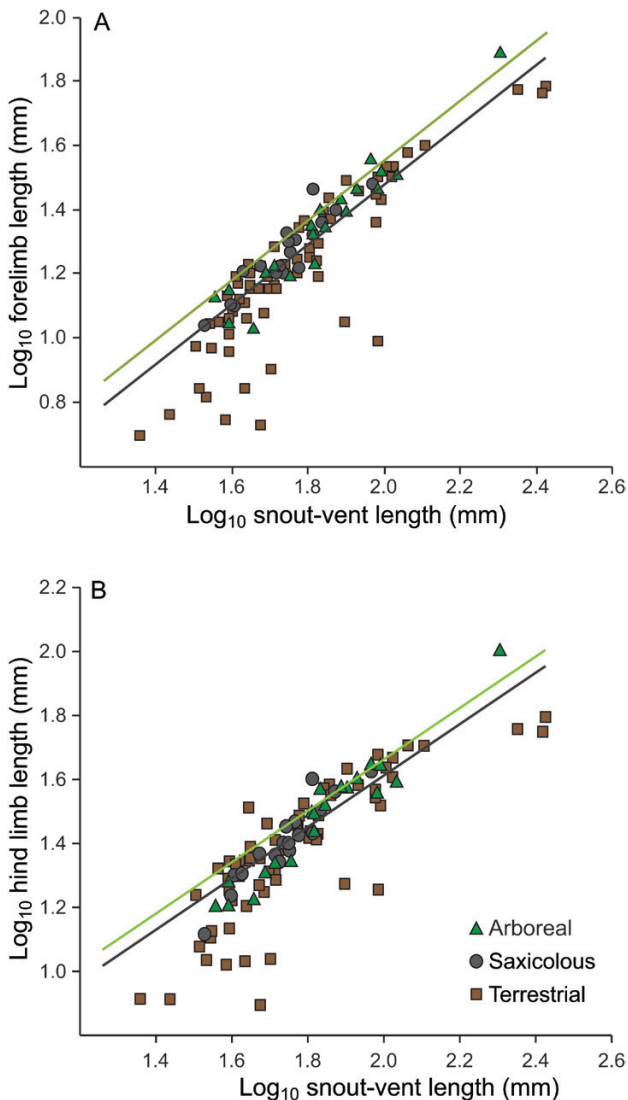 A
2.0
1.8
1.6
1.4
1.2
1.0
0.8
Log10 forelimb length (mm)
1.4 1.6 1.8 2.0 2.2 2.4 2.6
Log10 snout-vent length (mm)
B
2.2
2.0
1.8
1.6
1.4
1.2
1.0
Log10 hind limb length (mm)
Arboreal
Saxicolous
Terrestrial
1.4 1.6 1.8 2.0 2.2 2.4 2.6
Log10 snout-vent length (mm)